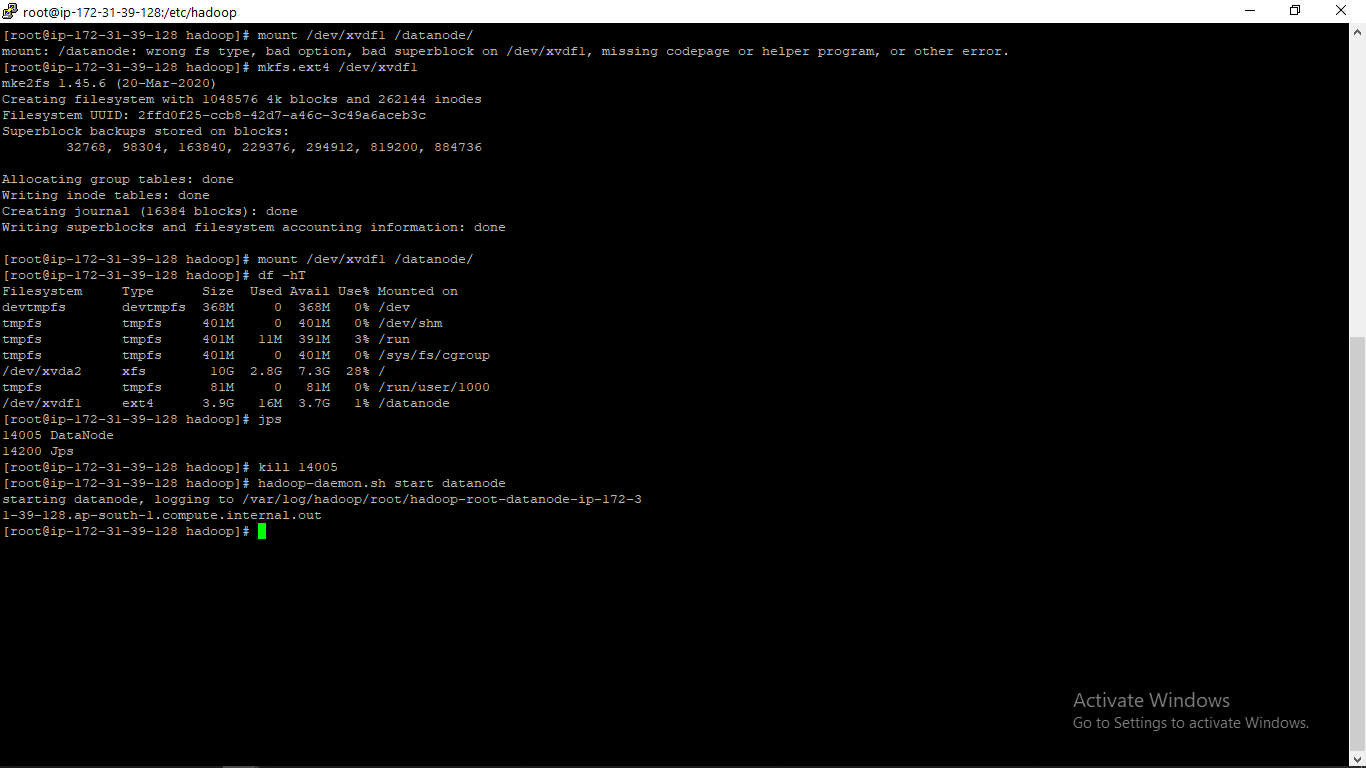 root@ip-172-31-39-128:/etc/hadoop
[root@ip-172-31-39-128 hadoop]# mount /dev/xvdf1 /datanode/
mount: /datanode: wrong fs type, bad option, bad superblock on /dev/xvdf1, missing codepage or helper program, or other error.
[root@ip-172-31-39-128 hadoop]# mkfs.ext4 /dev/xvdf1
mke2fs 1.45.6 (20-Mar-2020)
Creating filesystem with 1048576 4k blocks and 262144 inodes
Filesystem UUID: 2ffd0f25-ccb8-42d7-a46c-3c49a6aceb3c
Superblock backups stored on blocks:
        32768, 98304, 163840, 229376, 294912, 819200, 884736
Allocating group tables: done
Writing inode tables: done
Creating journal (16384 blocks): done
Writing superblocks and filesystem accounting information: done
[root@ip-172-31-39-128 hadoop]# mount /dev/xvdf1 /datanode/
[root@ip-172-31-39-128 hadoop]# df -hT
Filesystem     Type      Size  Used Avail Use% Mounted on
devtmpfs       devtmpfs  368M     0  368M   0% /dev
tmpfs          tmpfs     401M     0  401M   0% /dev/shm
tmpfs          tmpfs     401M   11M  391M   3% /run
tmpfs          tmpfs     401M     0  401M   0% /sys/fs/cgroup
/dev/xvda2     xfs        10G  2.8G  7.3G  28% /
tmpfs          tmpfs      81M     0   81M   0% /run/user/1000
/dev/xvdf1     ext4      3.9G   16M  3.7G   1% /datanode
[root@ip-172-31-39-128 hadoop]# jps
14005 DataNode
14200 Jps
[root@ip-172-31-39-128 hadoop]# kill 14005
[root@ip-172-31-39-128 hadoop]# hadoop-daemon.sh start datanode
starting datanode, logging to /var/log/hadoop/root/hadoop-root-datanode-ip-172-3
1-39-128.ap-south-1.compute.internal.out
[root@ip-172-31-39-128 hadoop]#
Activate Windows
Go to Settings to activate Windows.